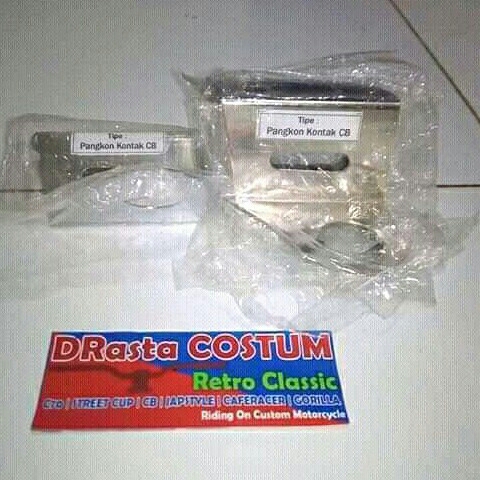 Tipe :
Pangkon Kontak CB
Tipe :
Pangkon Kontak CB
DRasta COSTUM
Retro Classic
C70 | STREET CUP | CB | JAPSTYLE | CAFERACER | GORILLA
Riding On Custom Motorcycle